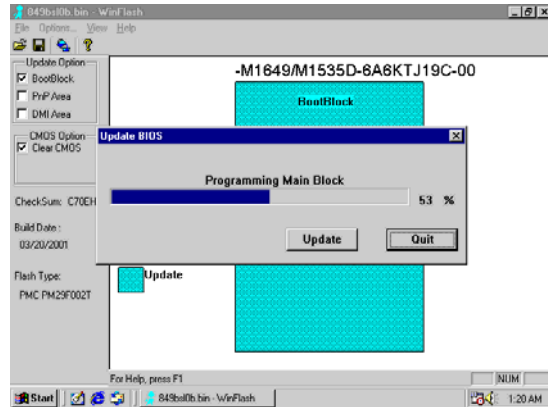 849bsl0b.bin - WinFlash
File Options... View Help
Update Option
BootBlock
PnP Area
DMI Area
CMOS Option
Clear CMOS
CheckSum: C70EH
Build Date :
03/20/2001
Flash Type:
PMC PM29F002T
-M1649/M1535D-6A6KTJ19C-00
BootBlock
Update BIOS
Programming Main Block
53 %
Update Quit
Update
For Help, press F1
NUM
Start
849bsl0b.bin - WinFlash
1:20 AM